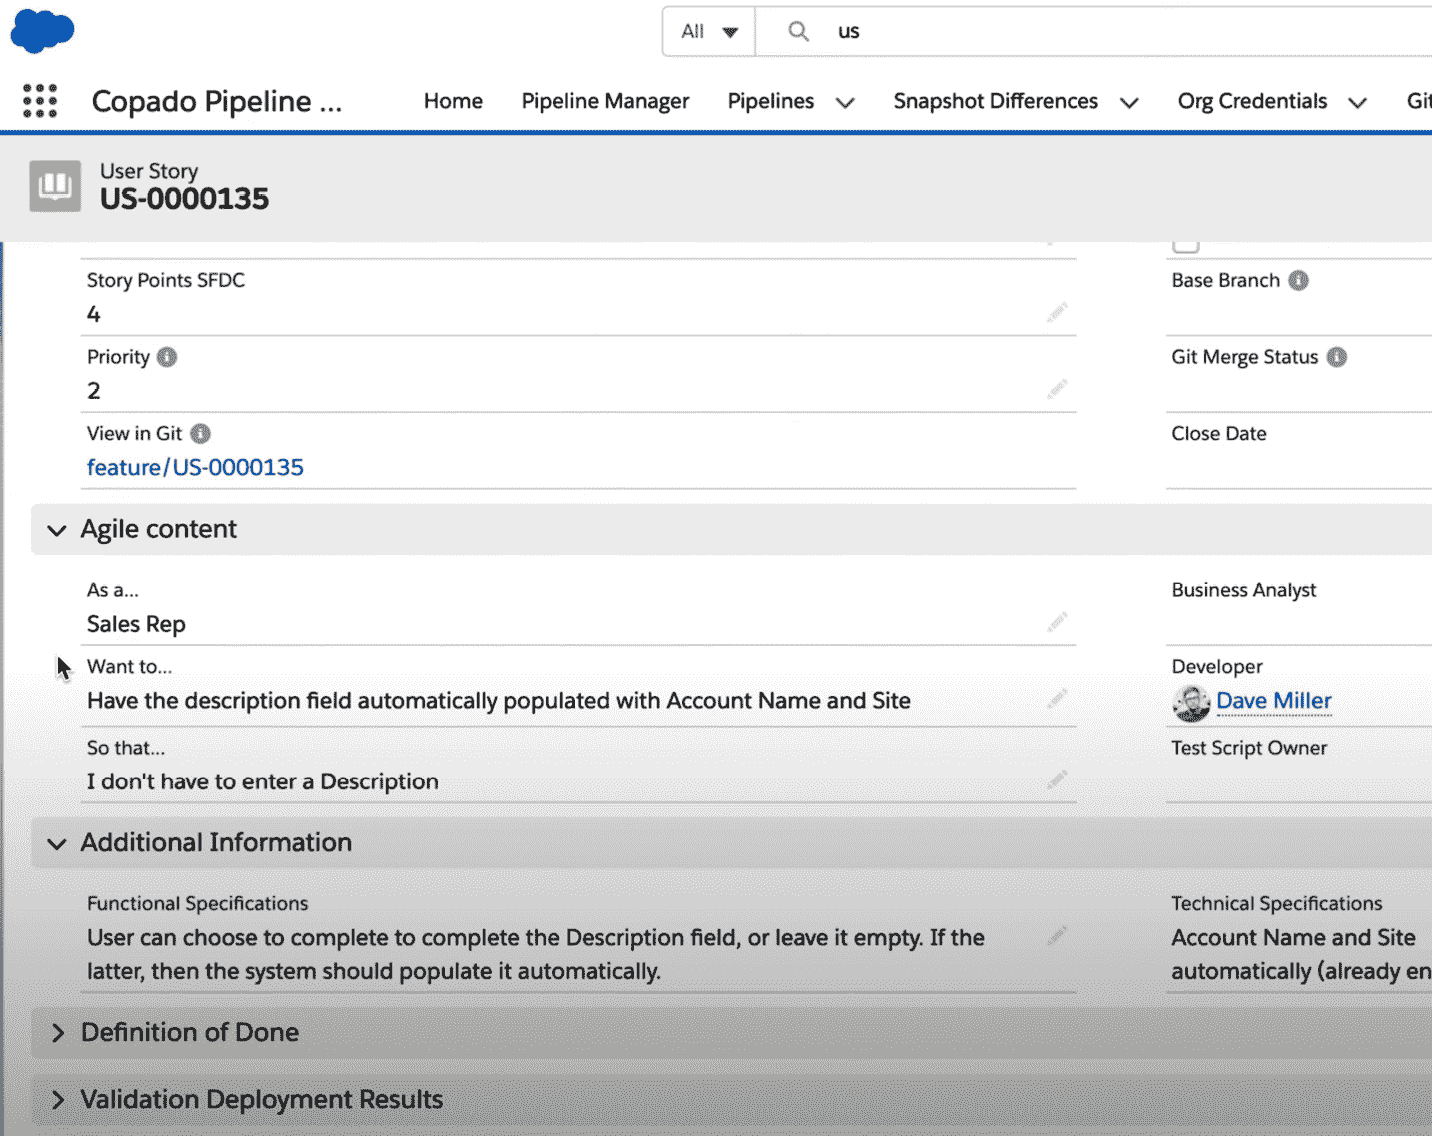 All
us
Copado Pipeline ...
Home
Pipeline Manager
Pipelines
Snapshot Differences
Org Credentials
User Story
US-0000135
Story Points SFDC
4
Base Branch
Priority
2
Git Merge Status
View in Git
feature/US-0000135
Close Date
Agile content
As a...
Sales Rep
Business Analyst
Want to...
Have the description field automatically populated with Account Name and Site
Developer
Dave Miller
So that...
I don't have to enter a Description
Test Script Owner
Additional Information
Functional Specifications
User can choose to complete to complete the Description field, or leave it empty. If the
latter, then the system should populate it automatically.
Technical Specifications
Account Name and Site
automatically (already en
Definition of Done
Validation Deployment Results